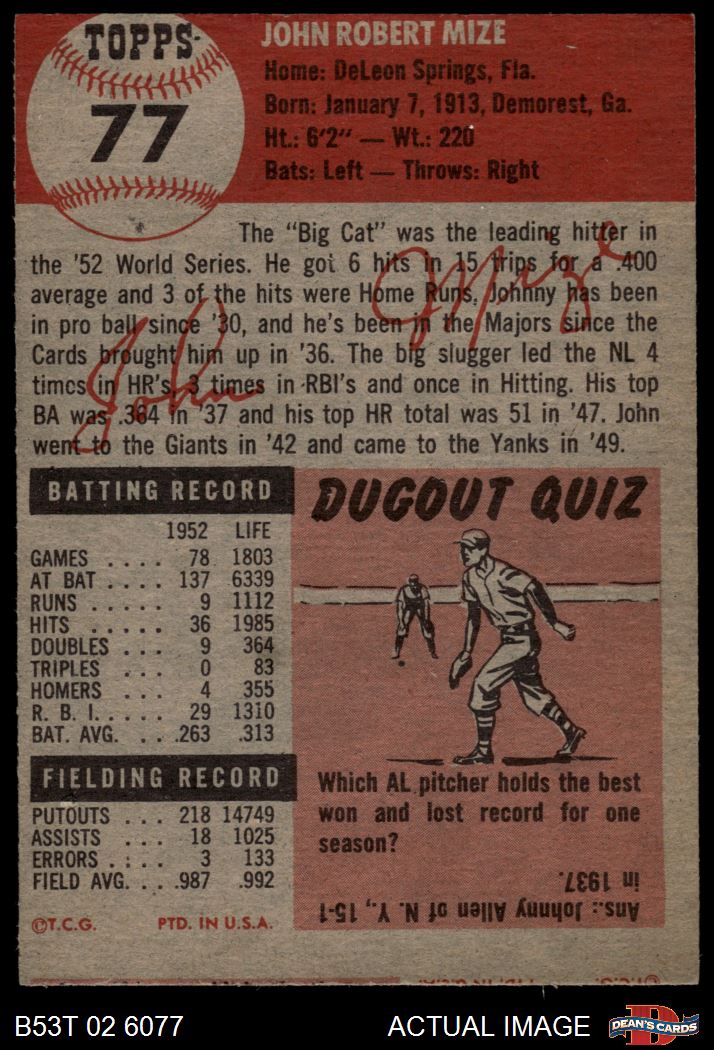 TOPPS
77
JOHN ROBERT MIZE
Home: DeLeon Springs, Fla.
Born: January 7, 1913, Demorest, Ga.
Ht.: 6'2" — Wt.: 220
Bats: Left — Throws: Right
The "Big Cat" was the leading hitter in
the '52 World Series. He got 6 hits in 15 trips for a .400
average and 3 of the hits were Home Runs, Johnny has been
in pro ball since '30, and he's been in the Majors since the
Cards brought him up in '36. The big slugger led the NL 4
times in HR's, 3 times in RBI's and once in Hitting. His top
BA was .364 in '37 and his top HR total was 51 in '47. John
went to the Giants in '42 and came to the Yanks in '49.
John Mize
BATTING RECORD
1952 LIFE
GAMES .... 78 1803
AT BAT .... 137 6339
RUNS ..... 9 1112
HITS ..... 36 1985
DOUBLES ... 9 364
TRIPLES ... 0 83
HOMERS ... 4 355
R. B. I..... 29 1310
BAT. AVG. ... .263 .313
FIELDING RECORD
PUTOUTS ... 218 14749
ASSISTS ... 18 1025
ERRORS .... 3 133
FIELD AVG. ... .987 .992
©T.C.G. PTD. IN U.S.A.
DUGOUT QUIZ
Which AL pitcher holds the best
won and lost record for one
season?
Ans.: Johnny Allen of N. Y., 15-1
in 1937.
©T.C.G. PTD. IN U.S.A.
B53T 02 6077
ACTUAL IMAGE
D
DEAN'S CARDS